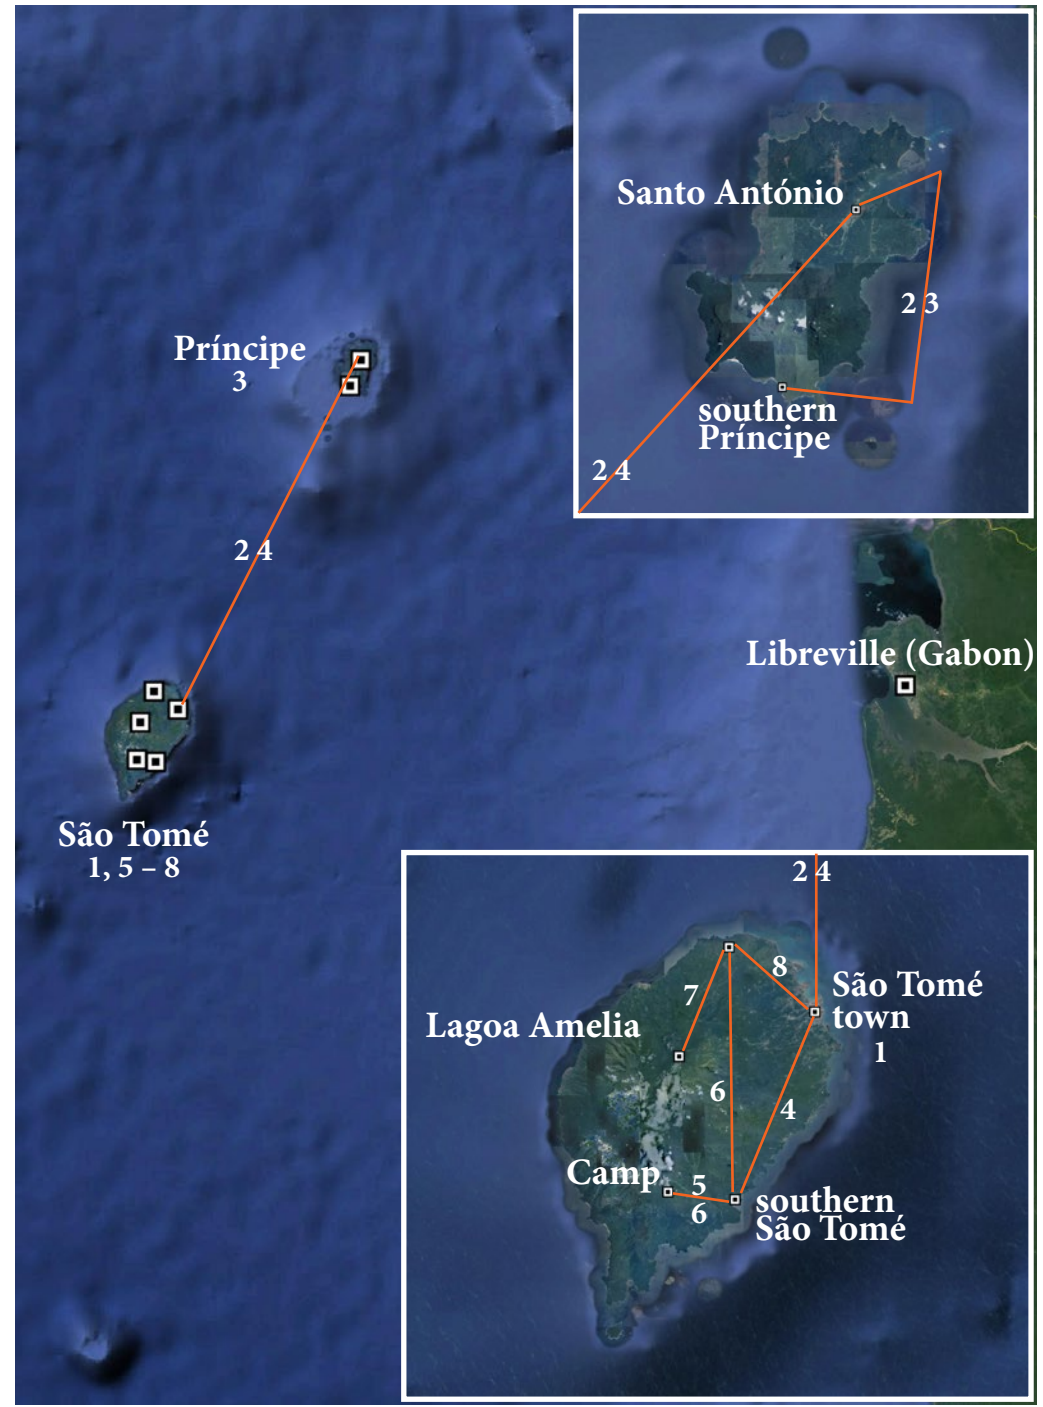 Santo António
2 3
southern
Príncipe
2 4
Príncipe
3
2 4
Libreville (Gabon)
São Tomé
1, 5 – 8
2 4
8
São Tomé
town
1
7
Lagoa Amelia
6
4
Camp
5
6
southern
São Tomé